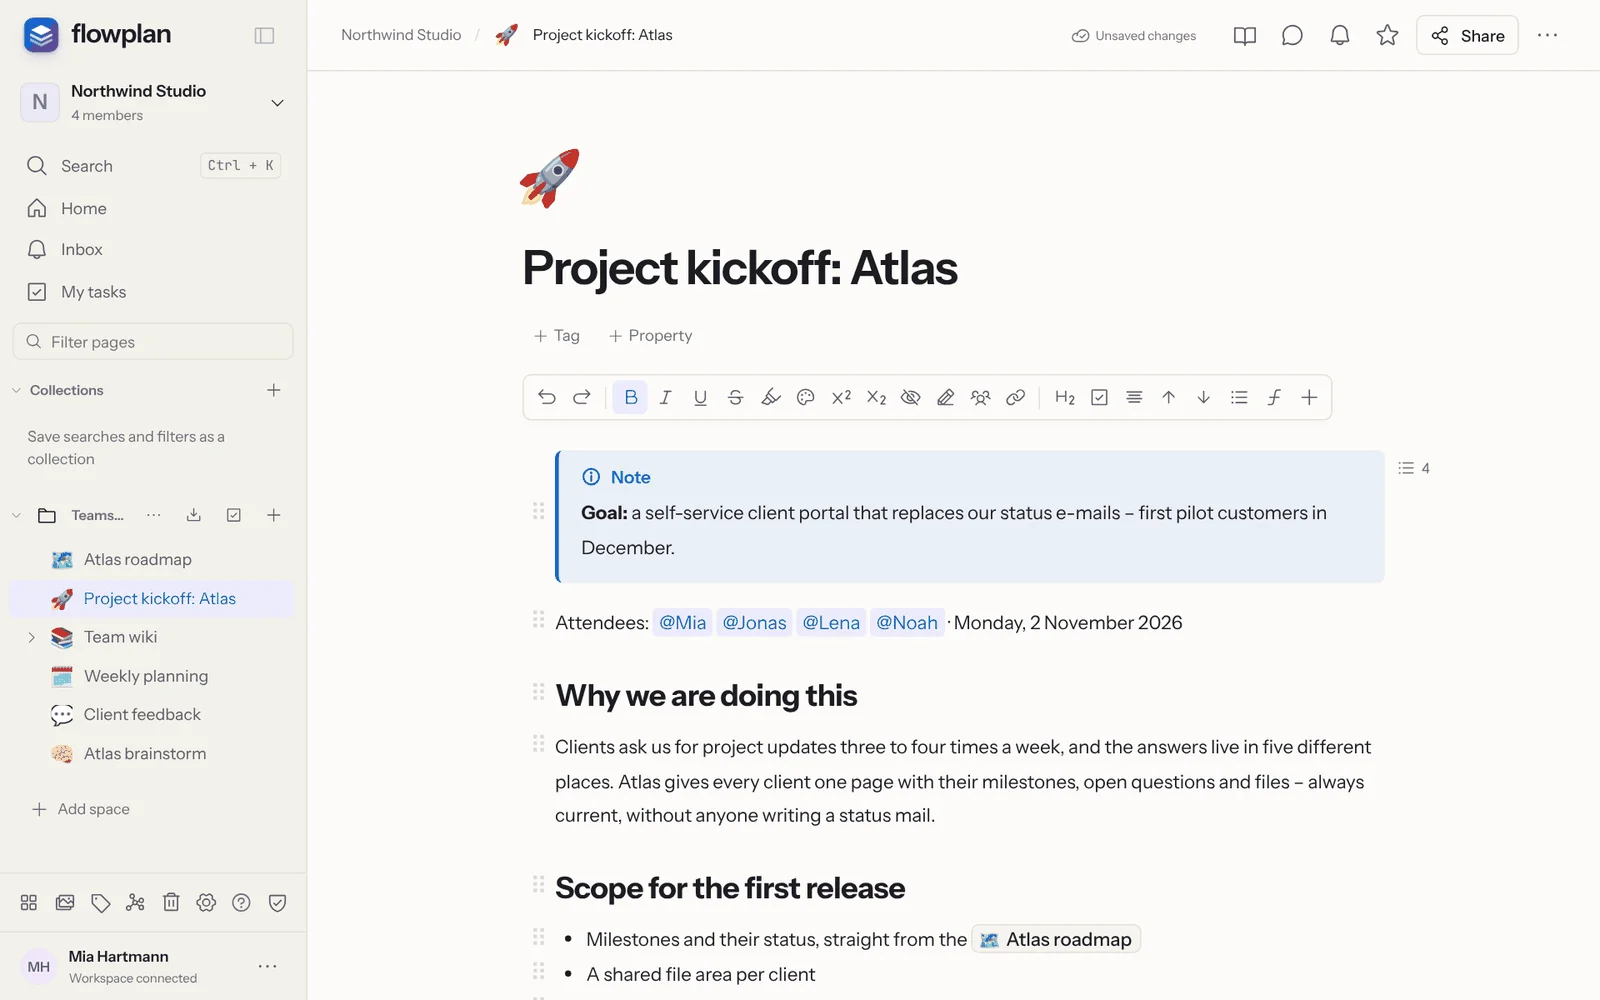 flowplan
Northwind Studio / Project kickoff: Atlas
Unsaved changes
Share
N
Northwind Studio
4 members
Search
Ctrl + K
Home
Inbox
My tasks
Filter pages
Collections
Save searches and filters as a
collection
Teams...
Atlas roadmap
Project kickoff: Atlas
Team wiki
Weekly planning
Client feedback
Atlas brainstorm
Add space
MH
Mia Hartmann
Workspace connected
Project kickoff: Atlas
Tag
Property
B I U S X² X₂ H₂
Note
4
Goal: a self-service client portal that replaces our status e-mails – first pilot customers in
December.
Attendees: @Mia @Jonas @Lena @Noah · Monday, 2 November 2026
Why we are doing this
Clients ask us for project updates three to four times a week, and the answers live in five different
places. Atlas gives every client one page with their milestones, open questions and files – always
current, without anyone writing a status mail.
Scope for the first release
• Milestones and their status, straight from the Atlas roadmap
• A shared file area per client